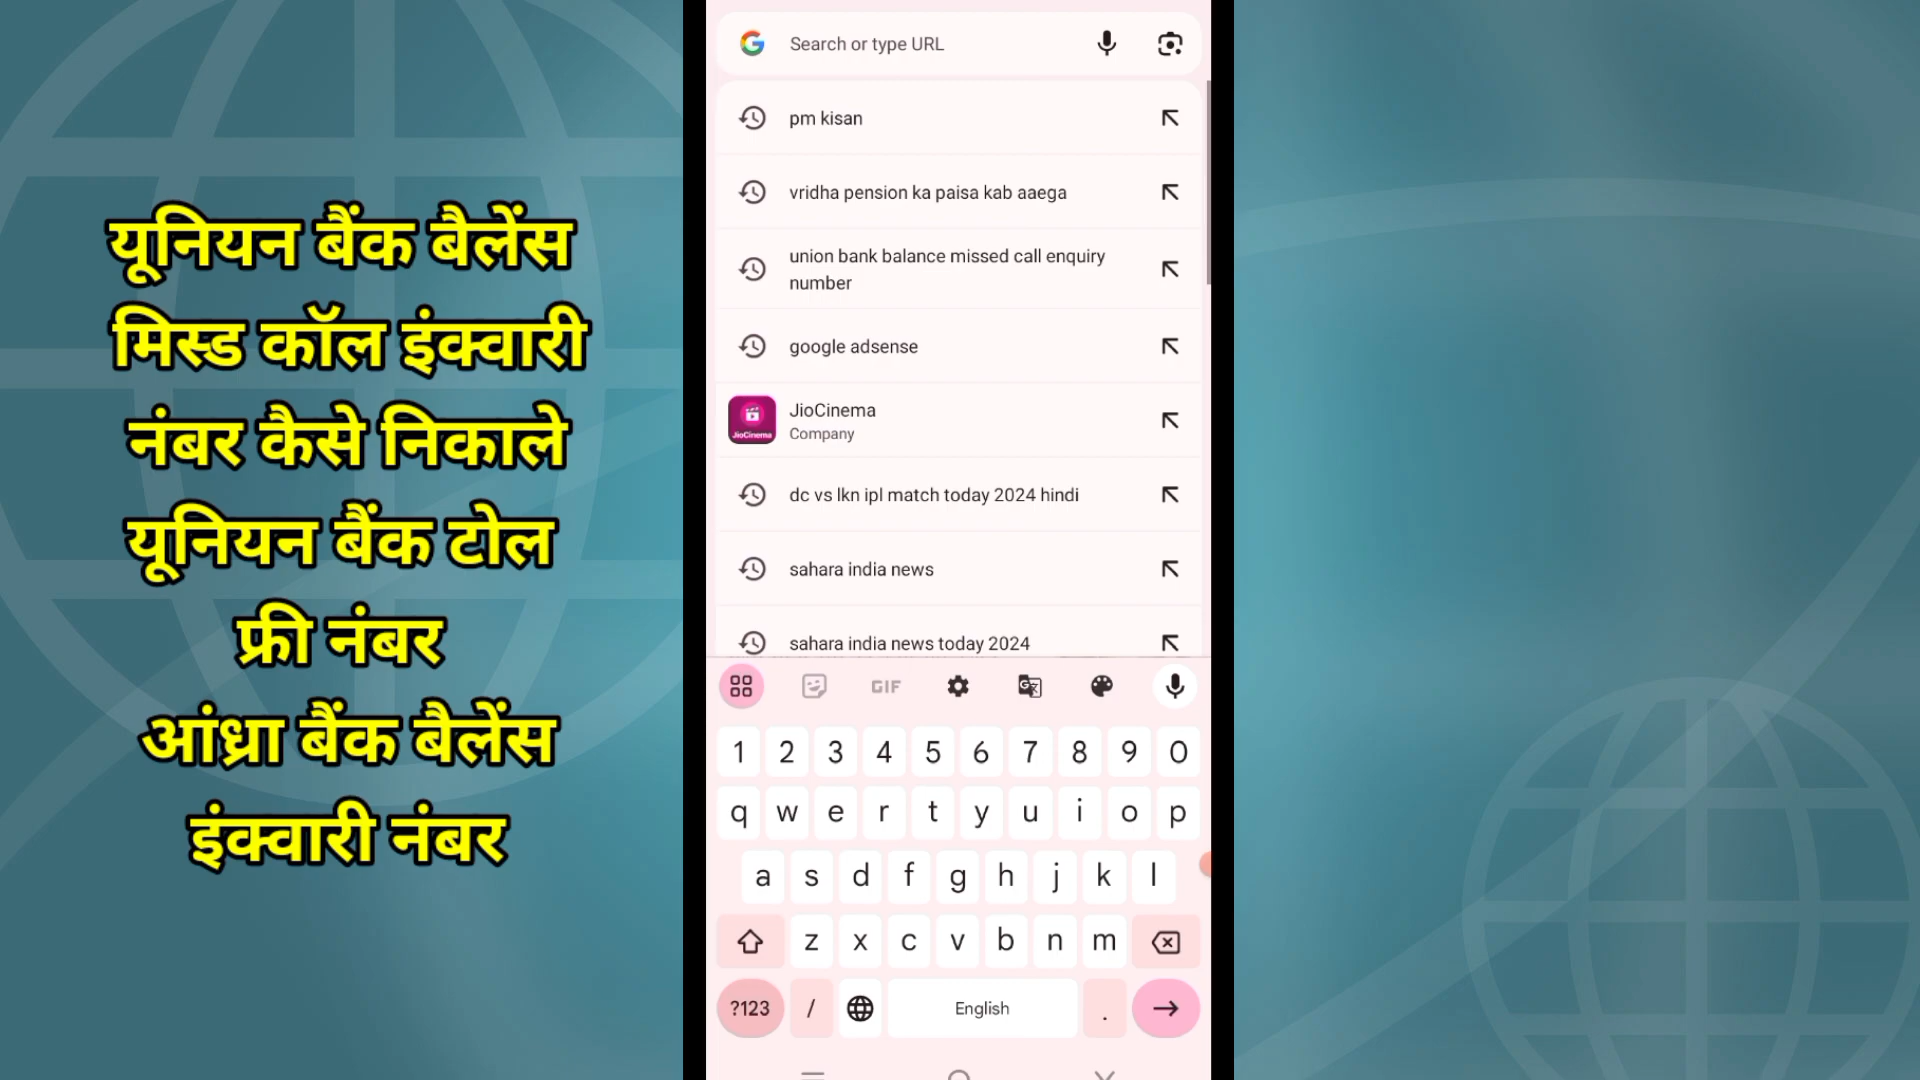 यूनियन बैंक बैलेंस
मिस्ड कॉल इंक्वारी
नंबर कैसे निकाले
यूनियन बैंक टोल
फ्री नंबर
आंध्रा बैंक बैलेंस
इंक्वारी नंबर
Search or type URL
pm kisan
vridha pension ka paisa kab aaega
union bank balance missed call enquiry
number
google adsense
JioCinema
JioCinema
Company
dc vs lkn ipl match today 2024 hindi
sahara india news
sahara india news today 2024
GIF
1 2 3 4 5 6 7 8 9 0
q w e r t y u i o p
a s d f g h j k l
z x c v b n m
?123 / English .